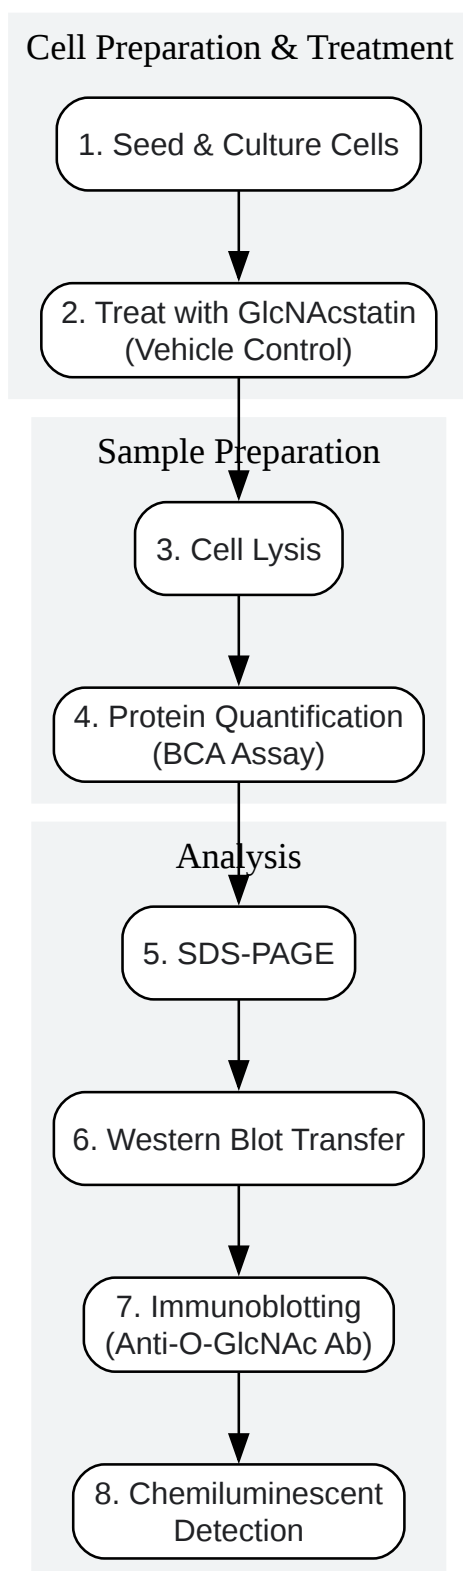 Cell Preparation & Treatment
1. Seed & Culture Cells
2. Treat with GlcNAcstatin
(Vehicle Control)
Sample Preparation
3. Cell Lysis
4. Protein Quantification
(BCA Assay)
Analysis
5. SDS-PAGE
6. Western Blot Transfer
7. Immunoblotting
(Anti-O-GlcNAc Ab)
8. Chemiluminescent
Detection